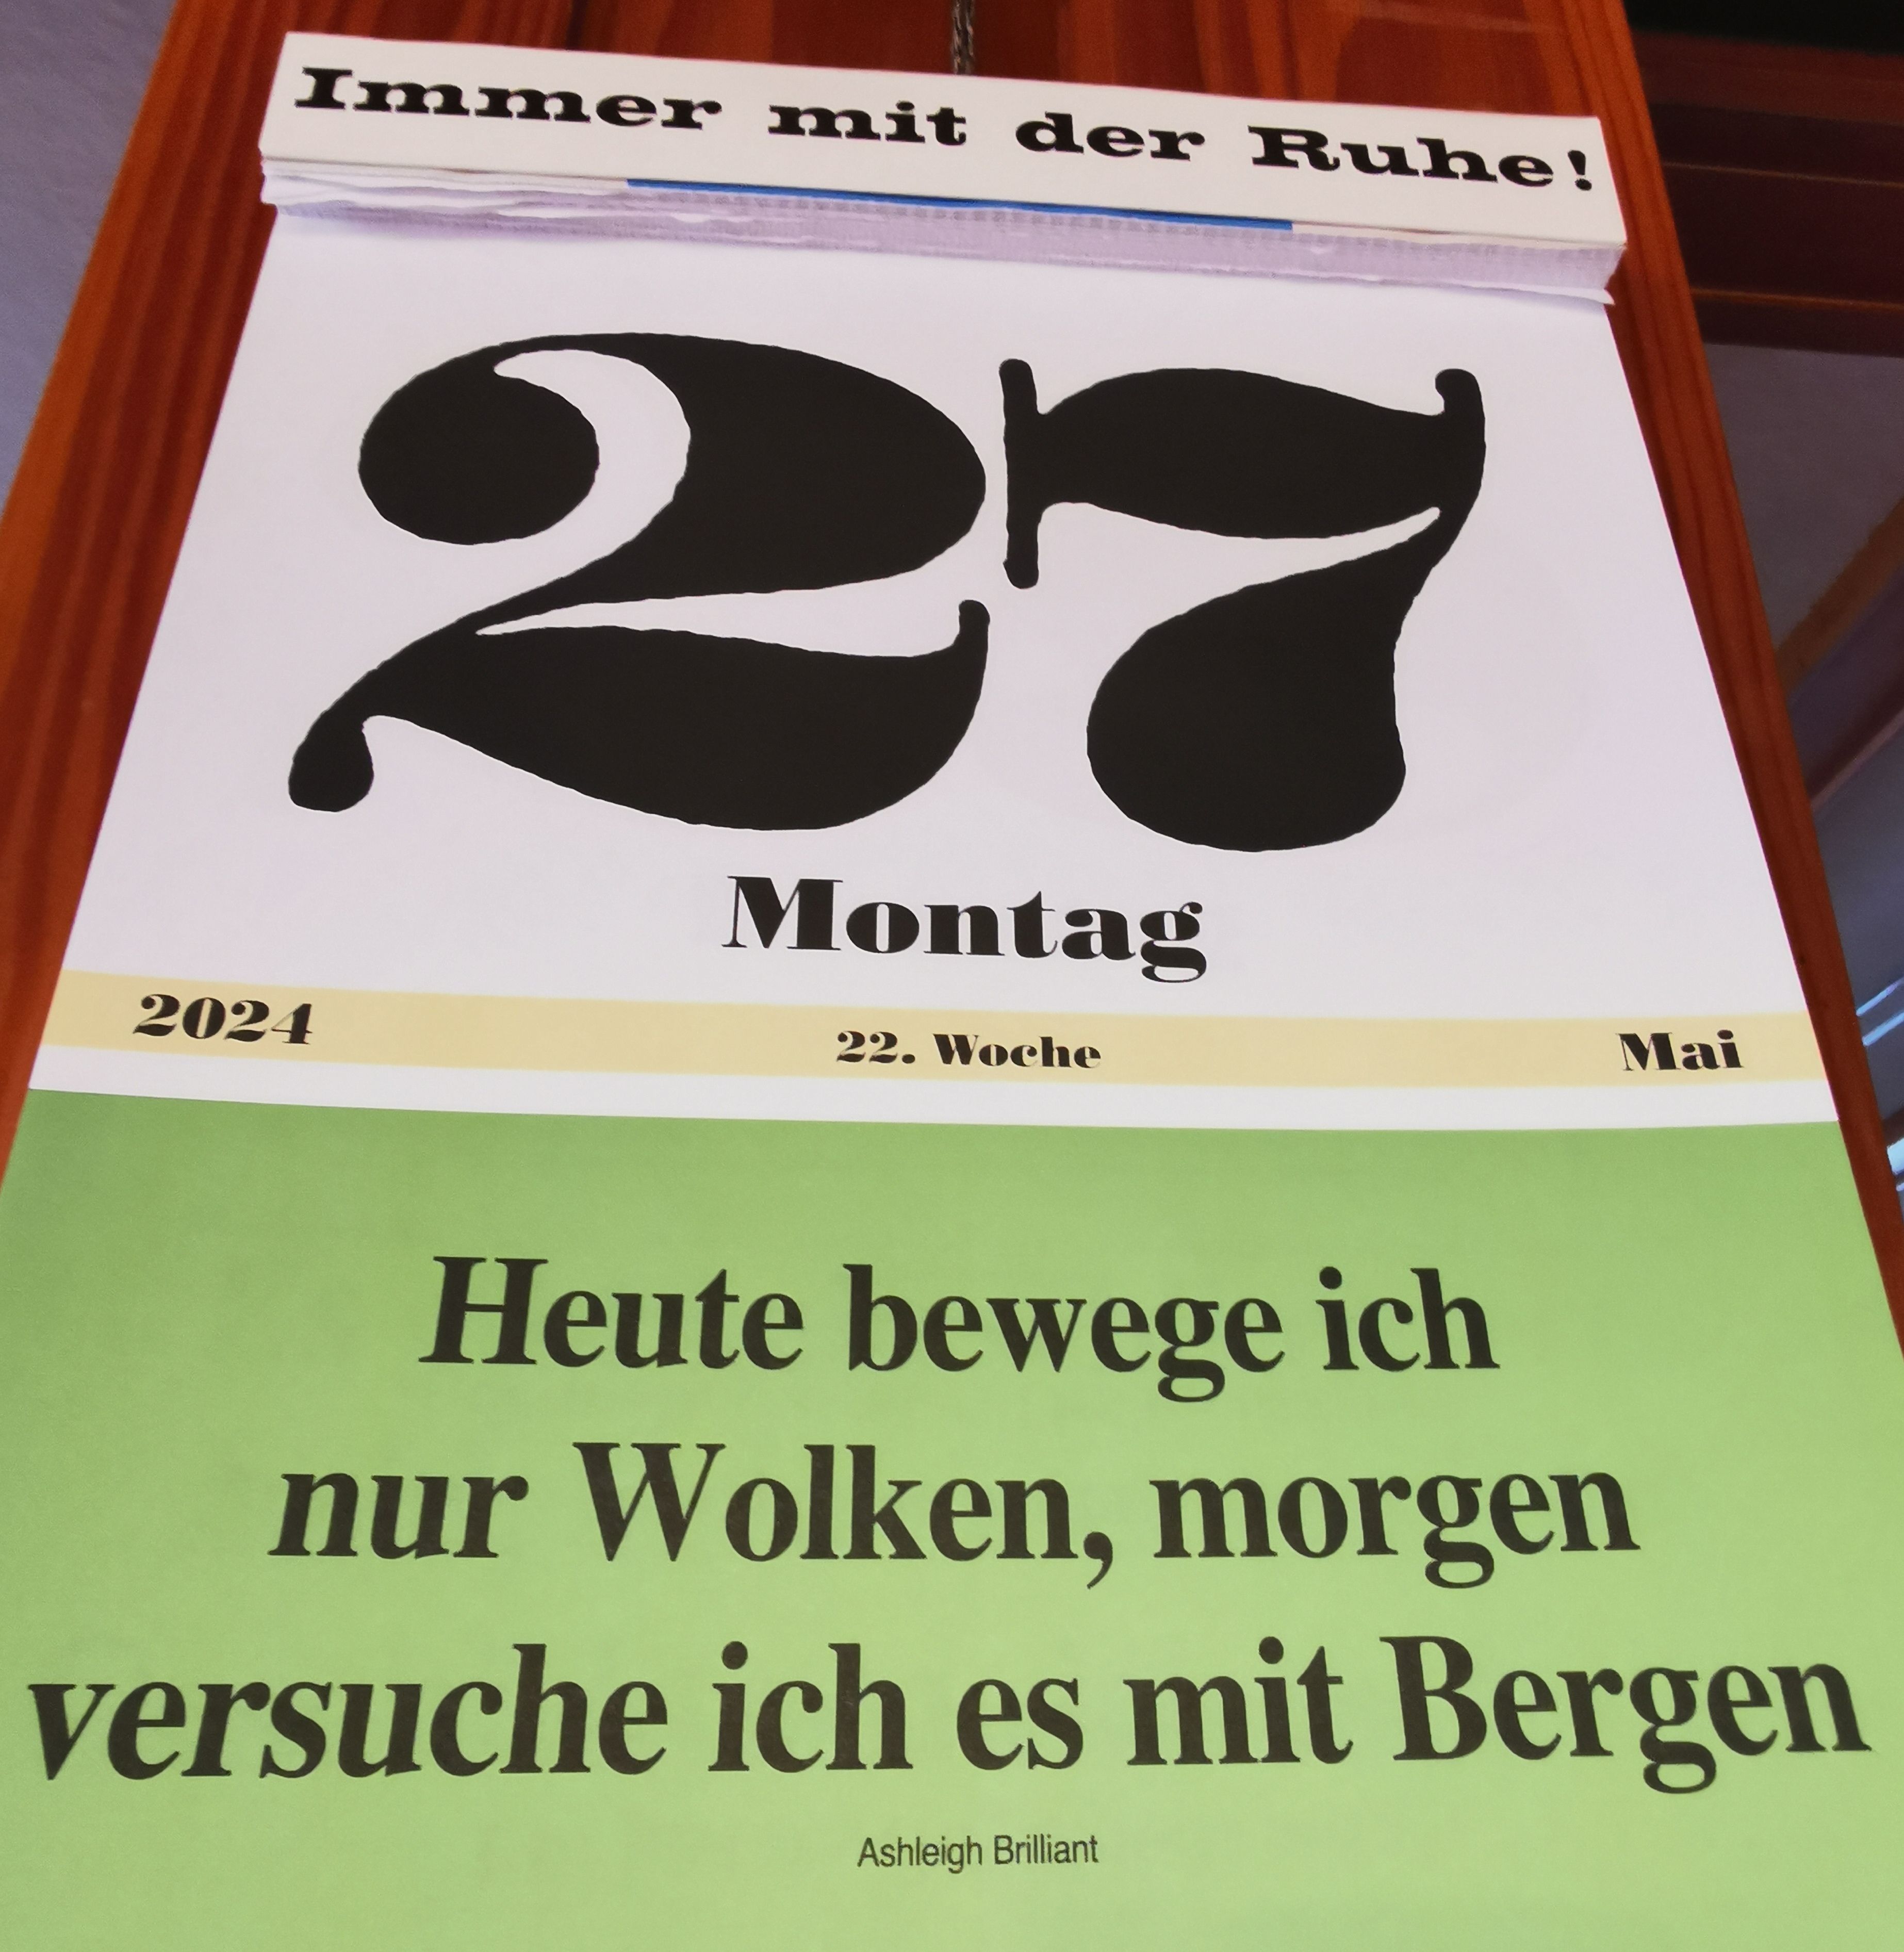 Immer mit der Ruhe!
27
Montag
2024 22. Woche Mai
Heute bewege ich
nur Wolken, morgen
versuche ich es mit Bergen
Ashleigh Brilliant